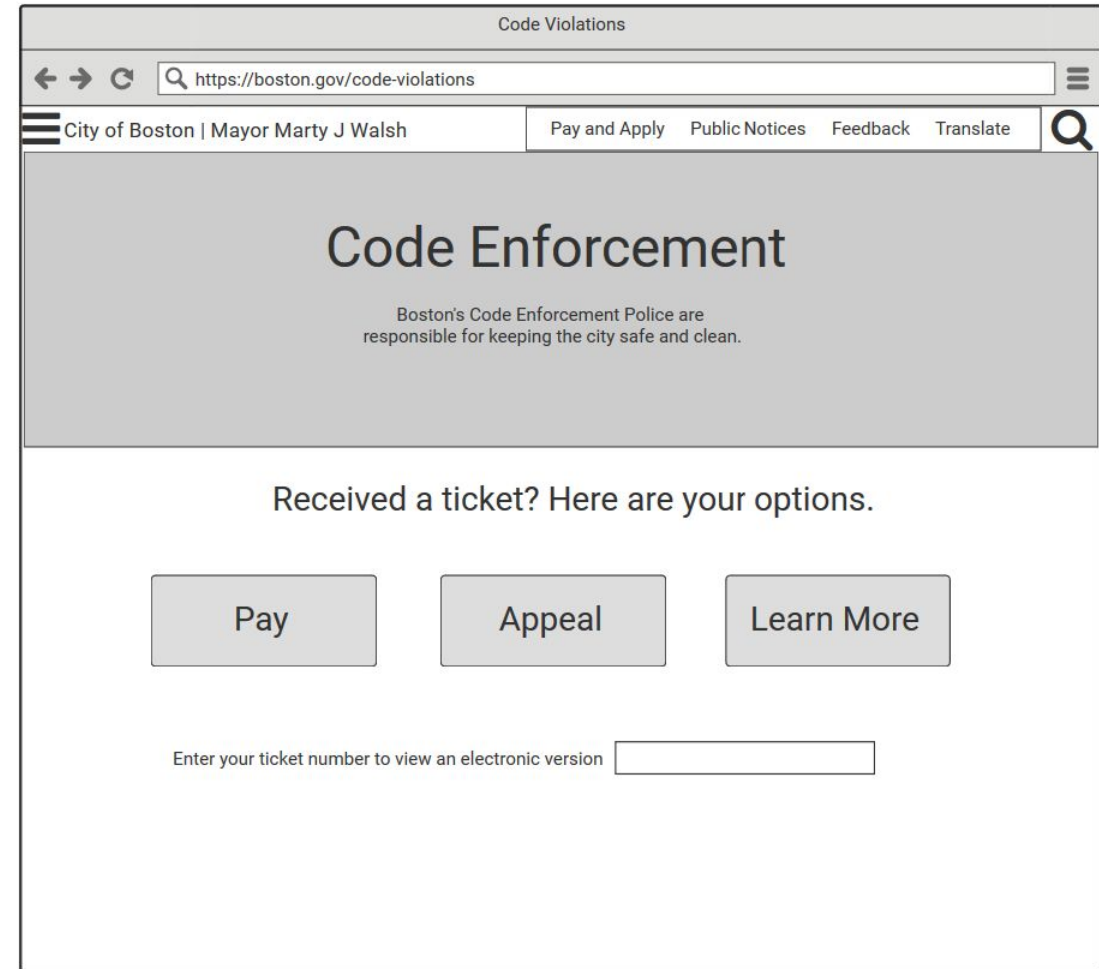 Code Violations
https://boston.gov/code-violations
City of Boston | Mayor Marty J Walsh
Pay and Apply Public Notices Feedback Translate
Code Enforcement
Boston's Code Enforcement Police are
responsible for keeping the city safe and clean.
Received a ticket? Here are your options.
Pay
Appeal
Learn More
Enter your ticket number to view an electronic version